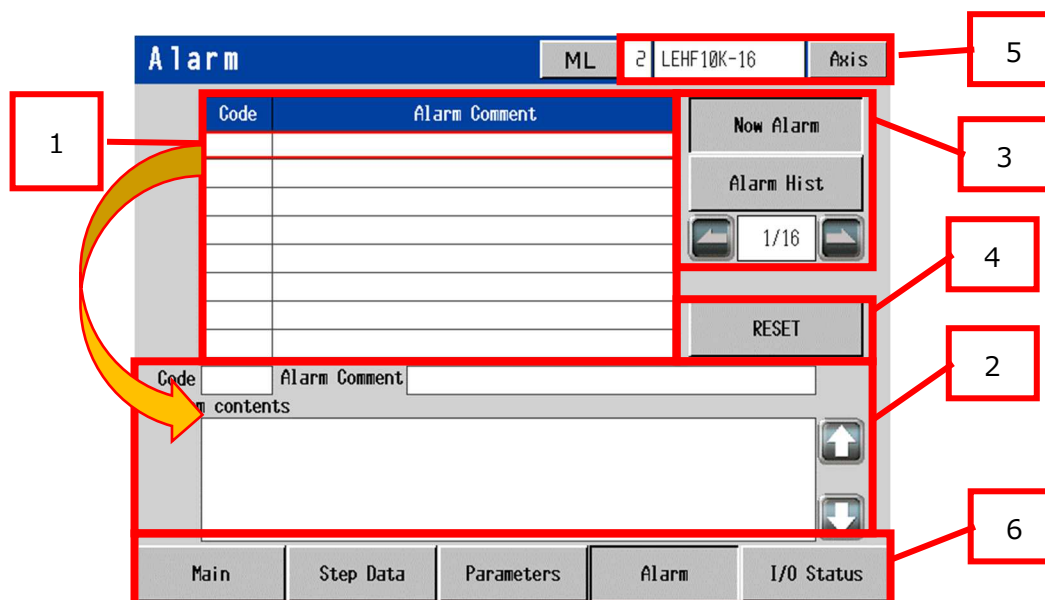 5
Alarm
ML
2
LEHF10K-16
Axis
1
Code
Alarm Comment
Now Alarm
3
Alarm Hist
1/16
4
RESET
2
Code
Alarm Comment
m contents
6
Main
Step Data
Parameters
Alarm
I/O Status